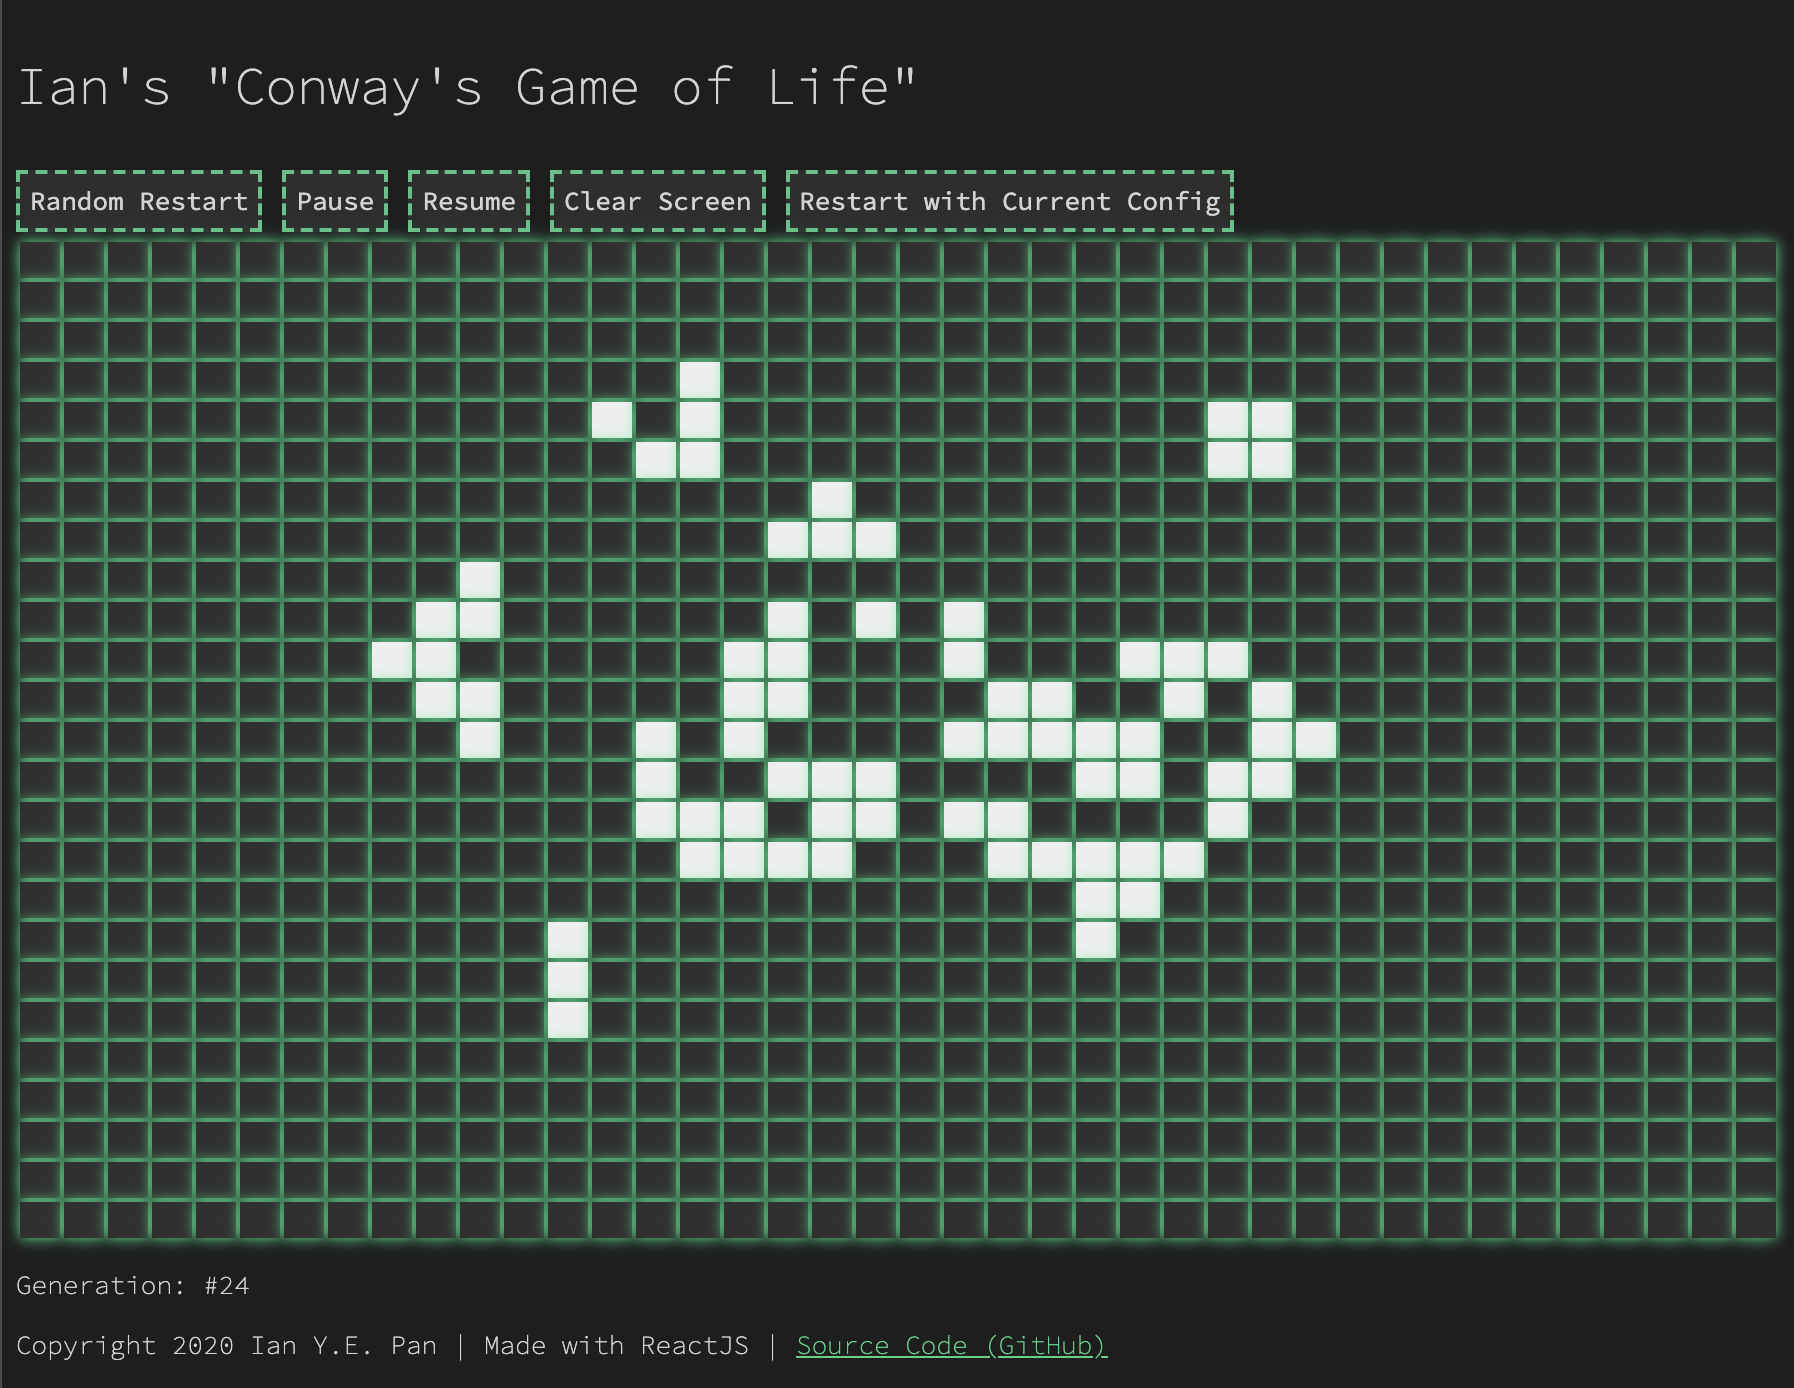 Ian's "Conway's Game of Life"
Random Restart Pause Resume Clear Screen Restart with Current Config
Generation: #24
Copyright 2020 Ian Y.E. Pan | Made with ReactJS | Source Code (GitHub)